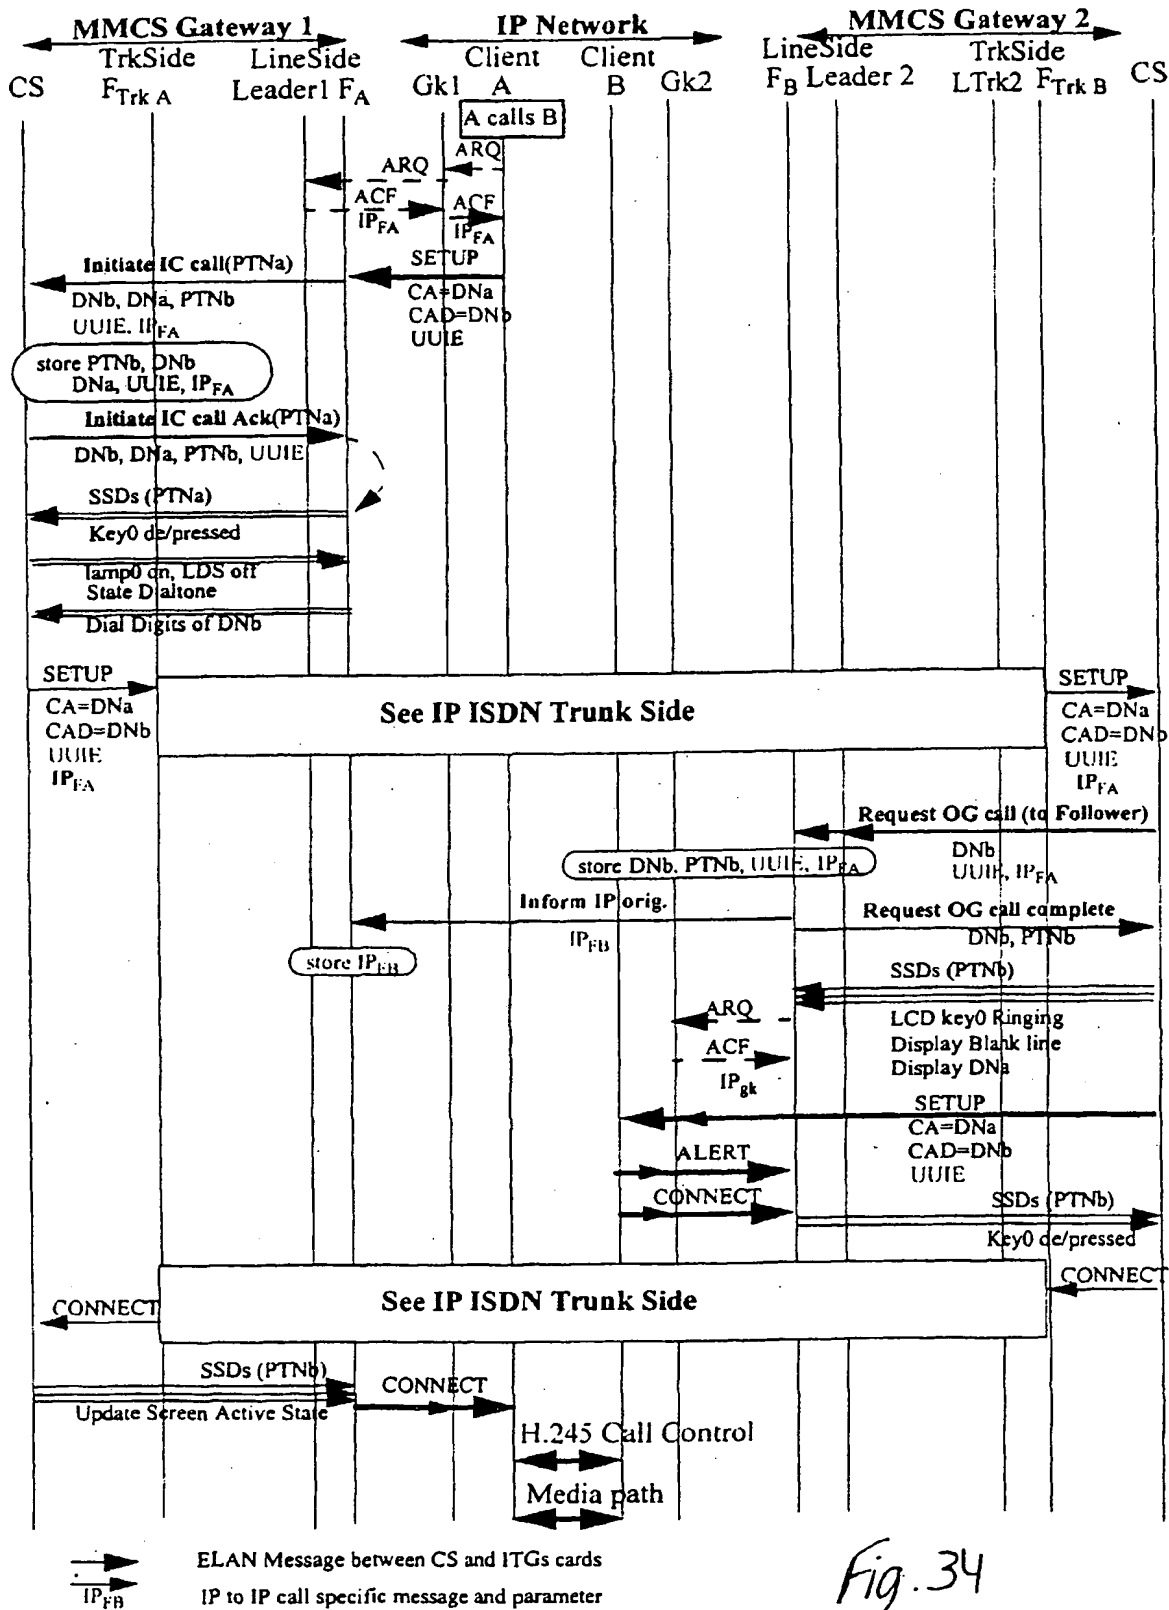 MMCS Gateway 1
IP Network
MMCS Gateway 2
CS
TrkSide
FTrk A
LineSide
Leader1 FA
Gk1
Client
A
Client
B
Gk2
LineSide
FB Leader 2
TrkSide
LTrk2 FTrk B
CS
A calls B
ARQ
ARQ
ACF
IPFA
ACF
IPFA
SETUP
CA=DNa
CAD=DNb
UUIE
Initiate IC call(PTNa)
DNb, DNa, PTNb
UUIE, IPFA
store PTNb, DNb
DNa, UUIE, IPFA
Initiate IC call Ack(PTNa)
DNb, DNa, PTNb, UUIE
SSDs (PTNa)
Key0 de/pressed
lamp0 on, LDS off
State Dialtone
Dial Digits of DNb
SETUP
CA=DNa
CAD=DNb
UUIE
IPFA
See IP ISDN Trunk Side
SETUP
CA=DNa
CAD=DNb
UUIE
IPFA
Request OG call (to Follower)
DNb
UUIE, IPFA
store DNb. PTNb, UUIE, IPFA
Inform IP orig.
IPFB
Request OG call complete
DNb, PTNb
store IPFB
SSDs (PTNb)
LCD key0 Ringing
Display Blank line
Display DNa
ARQ
ACF
IPgk
SETUP
CA=DNa
CAD=DNb
UUIE
ALERT
CONNECT
SSDs (PTNb)
Key0 de/pressed
CONNECT
See IP ISDN Trunk Side
CONNECT
SSDs (PTNb)
Update Screen Active State
CONNECT
H.245 Call Control
Media path
ELAN Message between CS and ITGs cards
IPFB IP to IP call specific message and parameter
Fig. 34